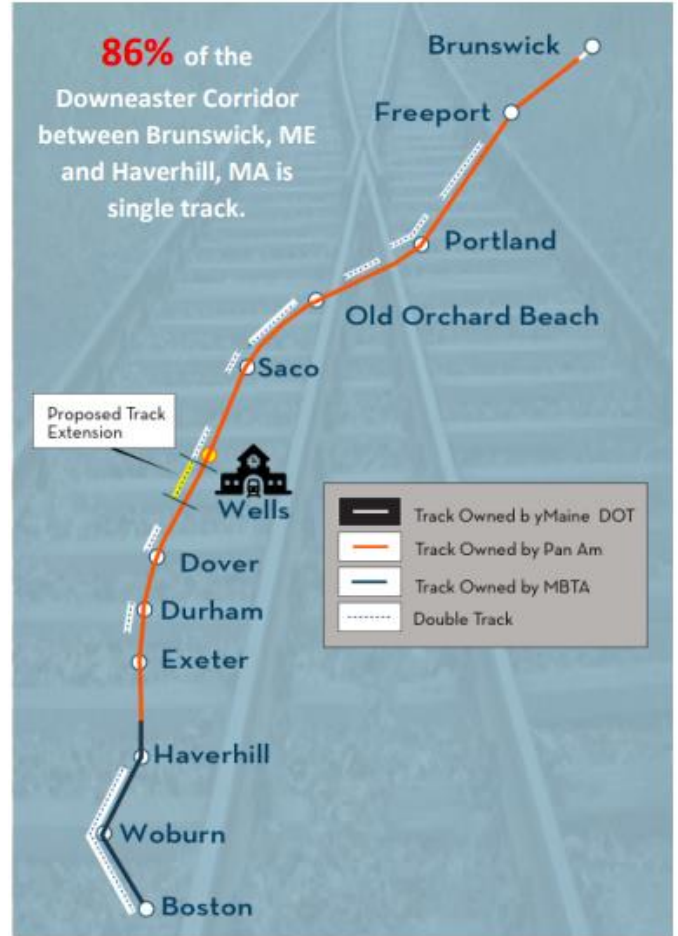 86% of the
Downeaster Corridor
between Brunswick, ME
and Haverhill, MA is
single track.
Brunswick
Freeport
Portland
Old Orchard Beach
Saco
Proposed Track
Extension
Wells
Dover
Durham
Exeter
Haverhill
Woburn
Boston
Track Owned b yMaine DOT
Track Owned by Pan Am
Track Owned by MBTA
Double Track